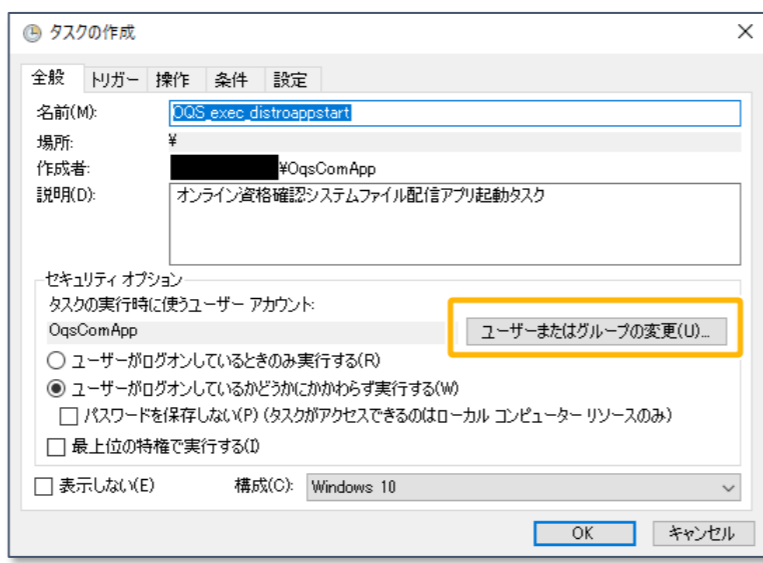 タスクの作成
全般 トリガー 操作 条件 設定
名前(M): OQS_exec_distroappstart
場所: ¥
作成者: ¥OqsComApp
説明(D): オンライン資格確認システムファイル配信アプリ起動タスク
セキュリティ オプション
タスクの実行時に使うユーザー アカウント:
OqsComApp ユーザーまたはグループの変更(U)...
ユーザーがログオンしているときのみ実行する(R)
ユーザーがログオンしているかどうかにかかわらず実行する(W)
パスワードを保存しない(P) (タスクがアクセスできるのはローカル コンピューター リソースのみ)
最上位の特権で実行する(I)
表示しない(E) 構成(C): Windows 10
OK キャンセル